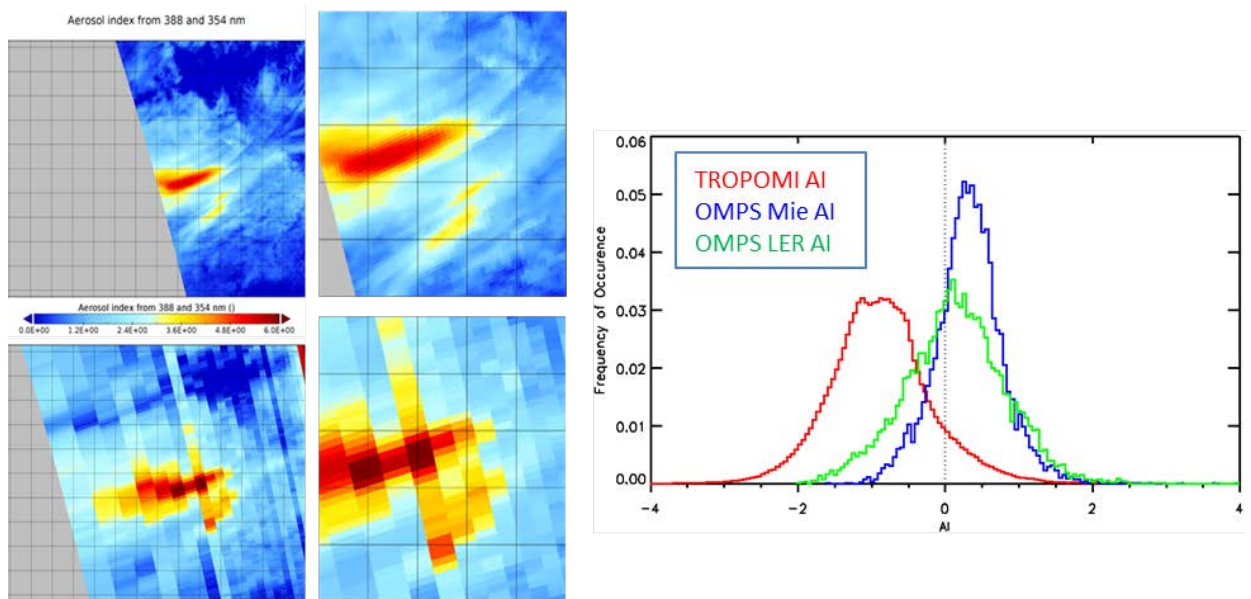 Aerosol index from 388 and 354 nm
Aerosol index from 388 and 354 nm ()
0.0E+00 1.2E+00 2.4E+00 3.6E+00 4.8E+00 6.0E+00
TROPOMI AI
OMPS Mie AI
OMPS LER AI
Frequency of Occurence
0.06
0.05
0.04
0.03
0.02
0.01
0.00
-4 -2 0 2 4
AI